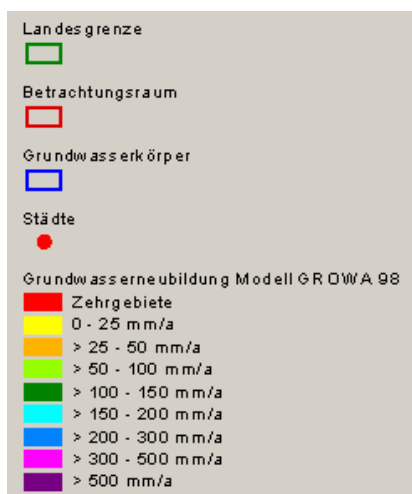 Landesgrenze
Betrachtungsraum
Grundwasserkörper
Städte
Grundwasserneubildung Modell GROWA 98
Zehrgebiete
0 - 25 mm/a
> 25 - 50 mm/a
> 50 - 100 mm/a
> 100 - 150 mm/a
> 150 - 200 mm/a
> 200 - 300 mm/a
> 300 - 500 mm/a
> 500 mm/a